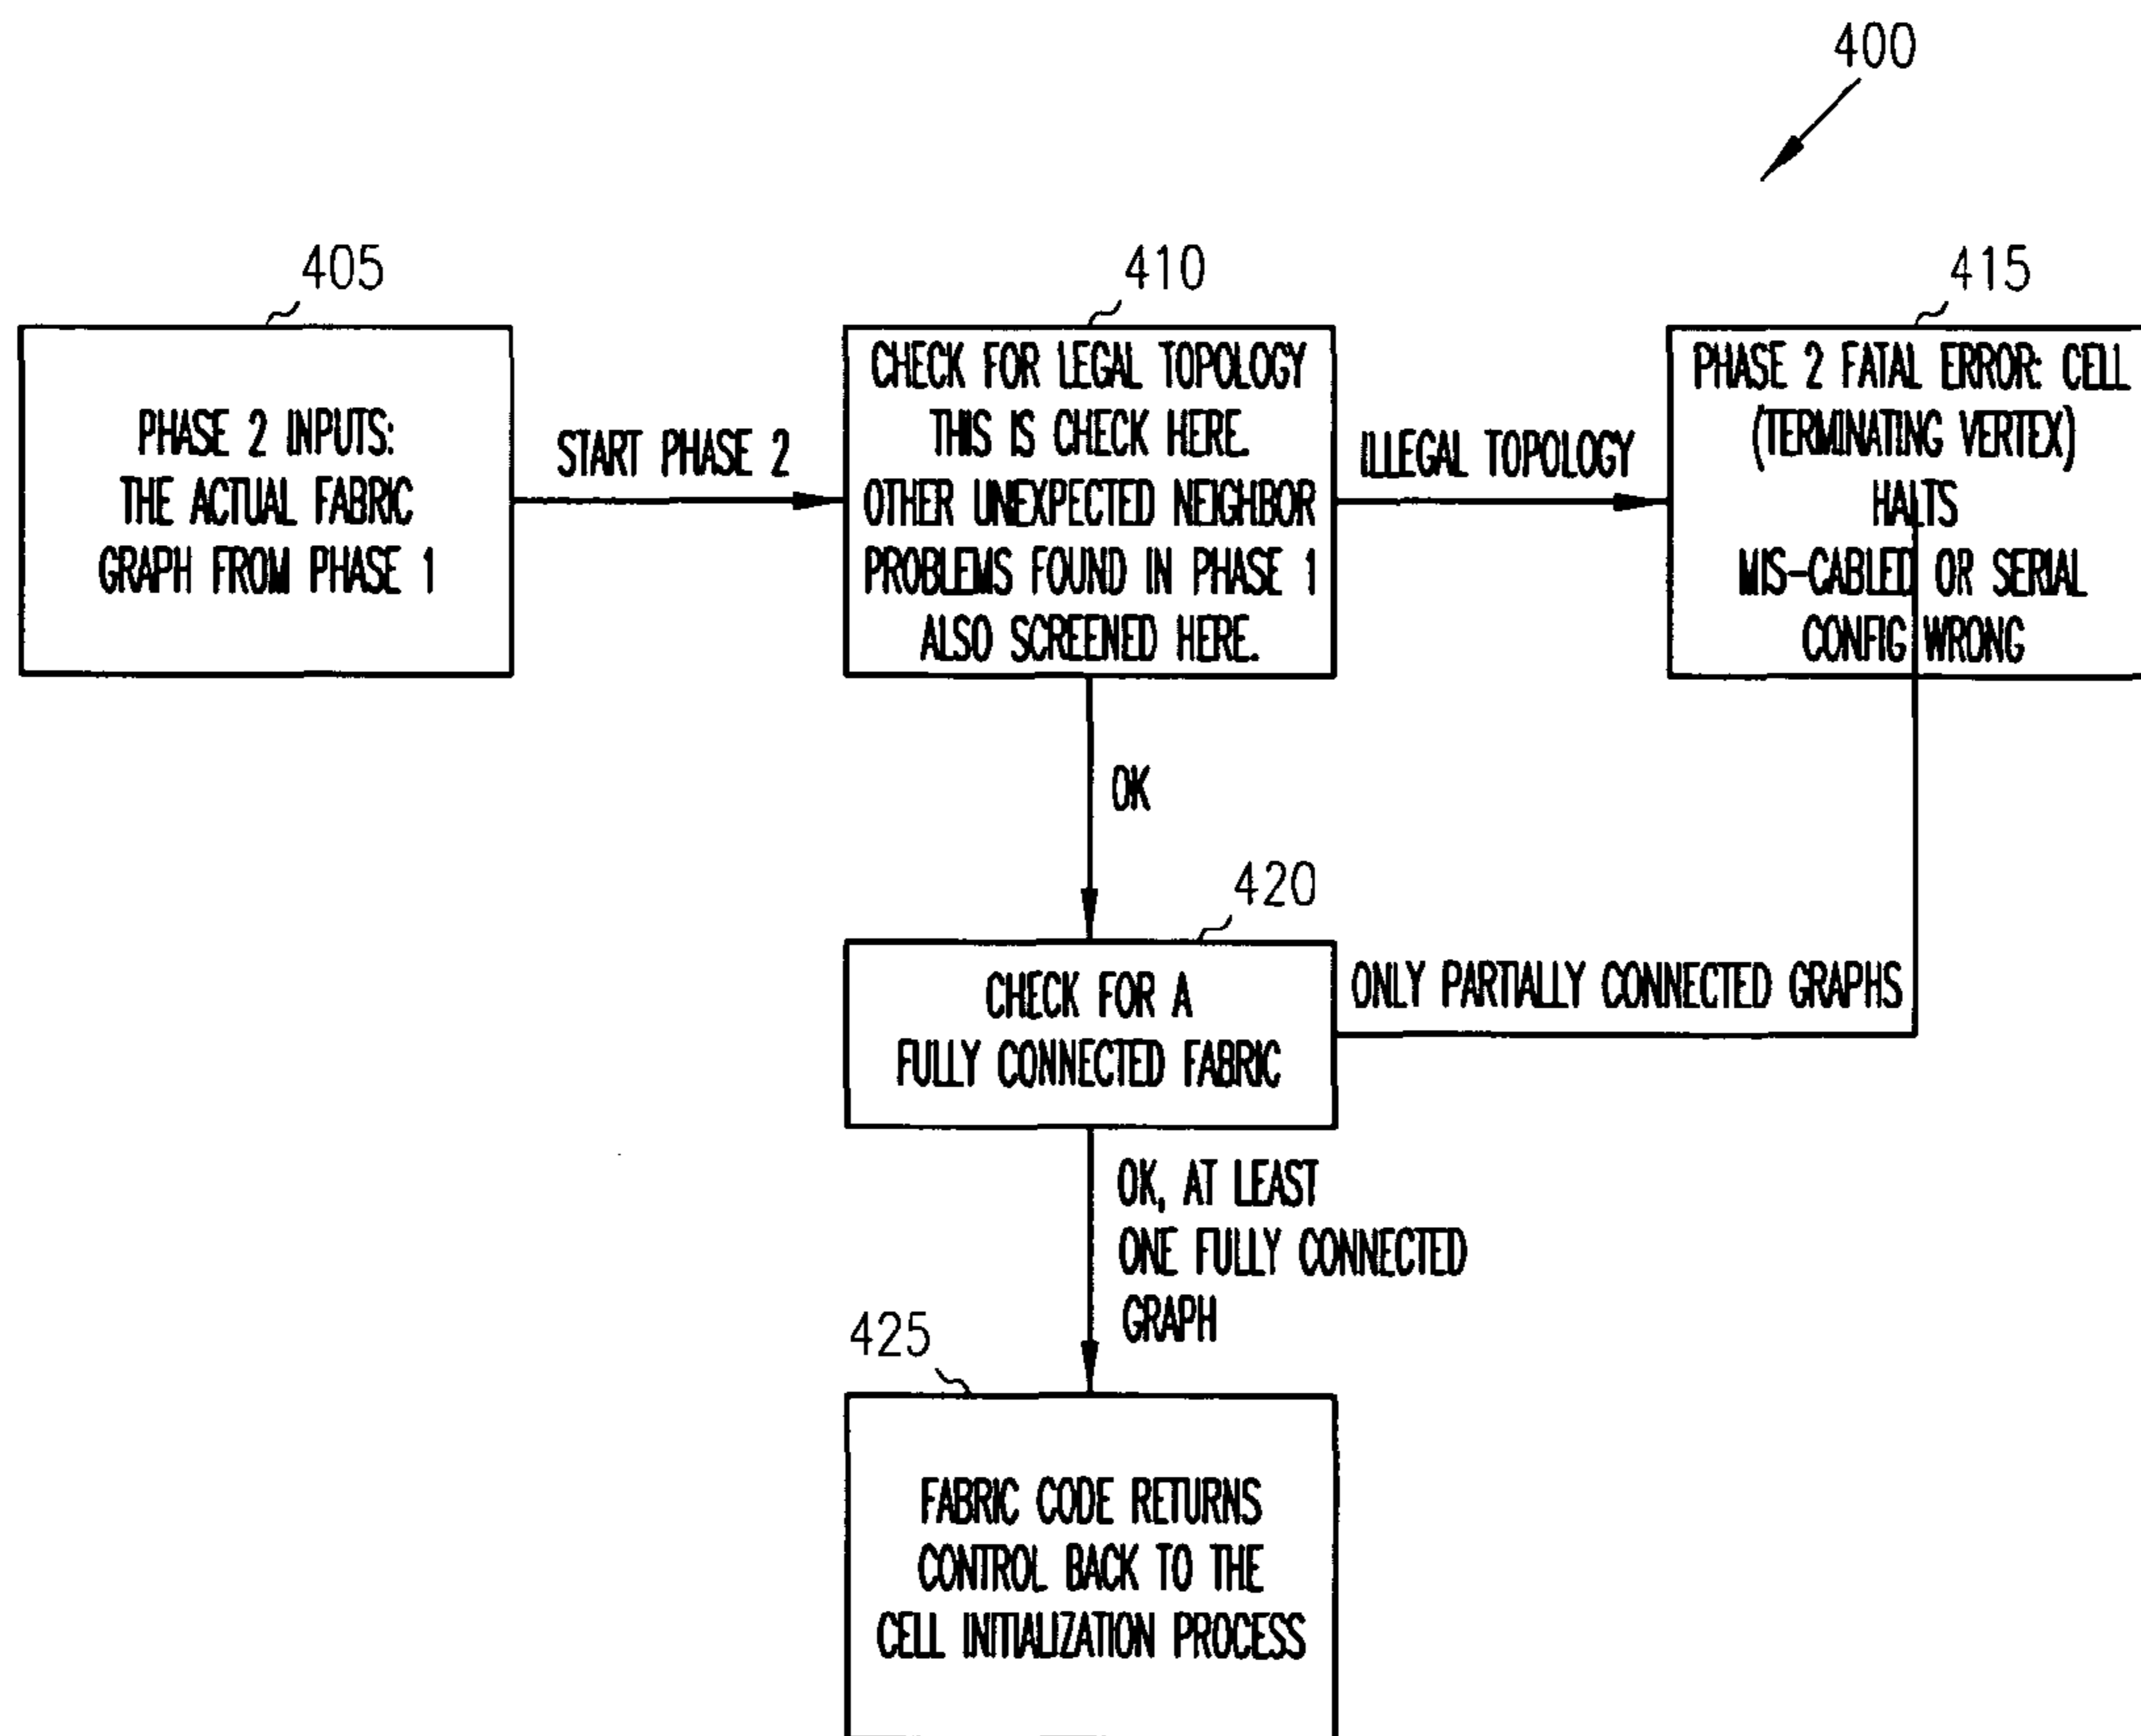 400
405
PHASE 2 INPUTS:
THE ACTUAL FABRIC
GRAPH FROM PHASE 1
START PHASE 2
410
CHECK FOR LEGAL TOPOLOGY
THIS IS CHECK HERE.
OTHER UNEXPECTED NEIGHBOR
PROBLEMS FOUND IN PHASE 1
ALSO SCREENED HERE.
ILLEGAL TOPOLOGY
415
PHASE 2 FATAL ERROR: CELL
(TERMINATING VERTEX)
HALTS
MIS-CABLED OR SERIAL
CONFIG WRONG
OK
420
CHECK FOR A
FULLY CONNECTED FABRIC
ONLY PARTIALLY CONNECTED GRAPHS
OK, AT LEAST
ONE FULLY CONNECTED
GRAPH
425
FABRIC CODE RETURNS
CONTROL BACK TO THE
CELL INITIALIZATION PROCESS